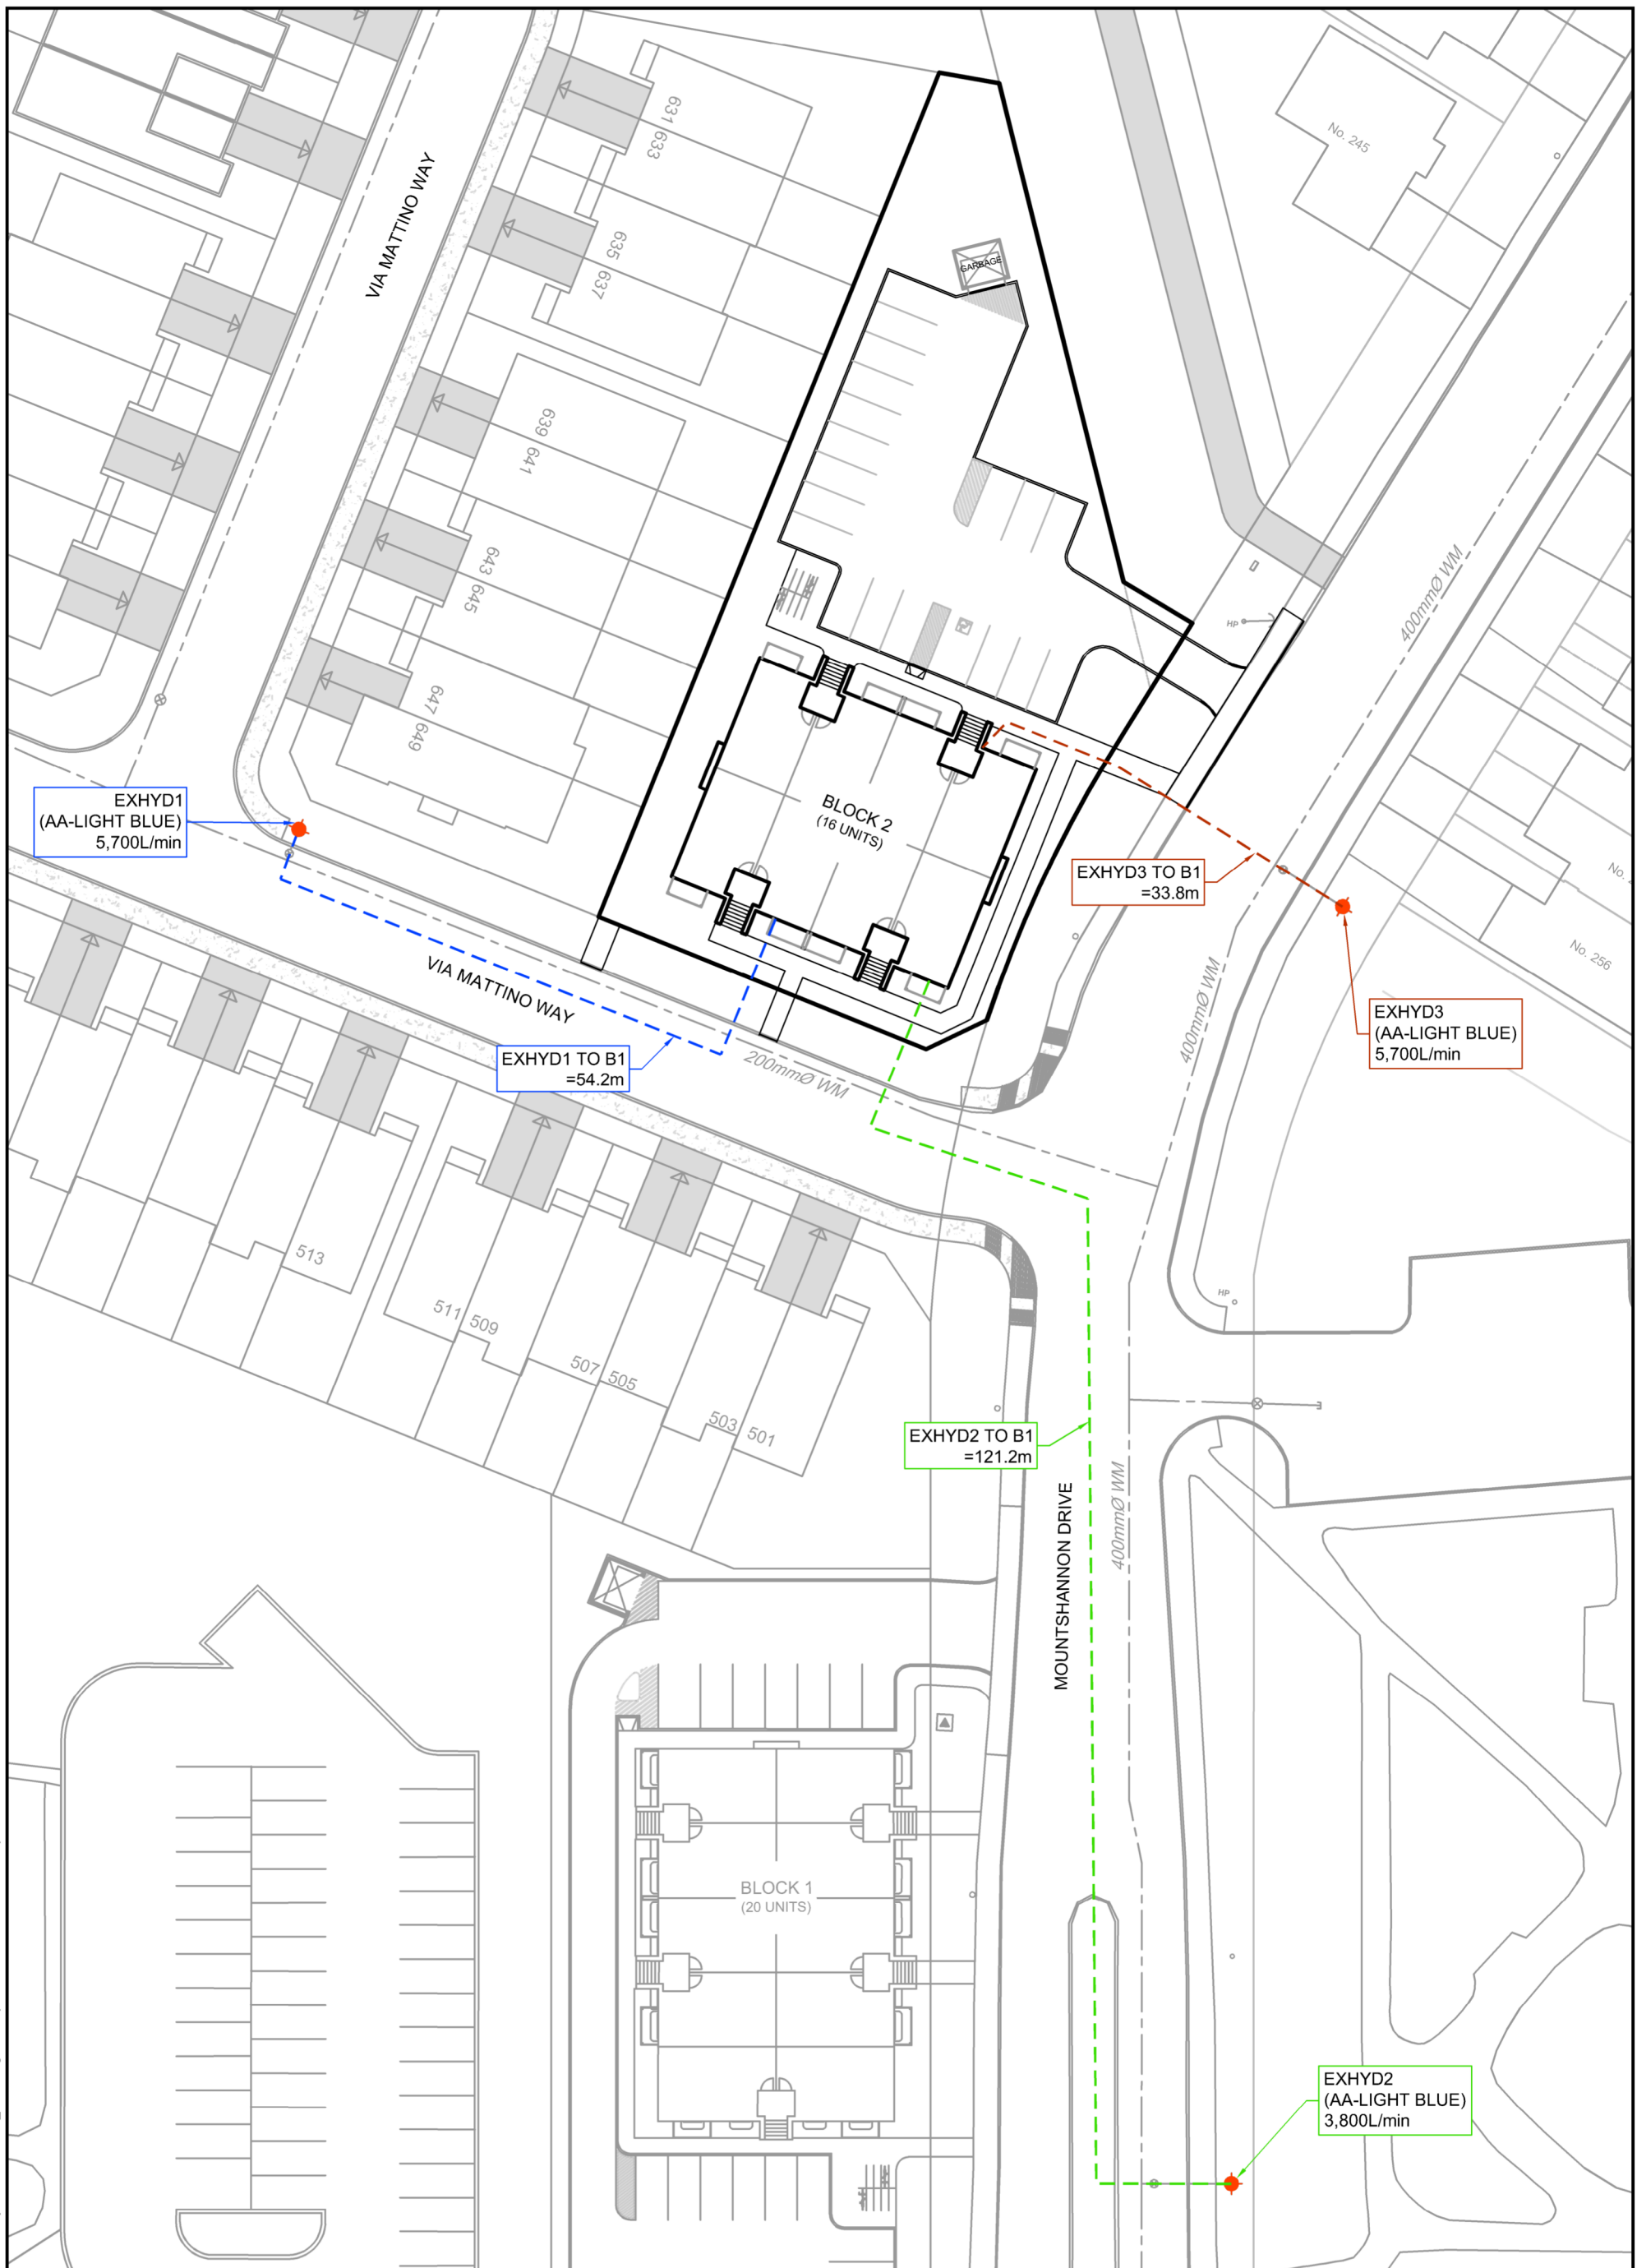 VIA MATTINO WAY
631 633
635 637
639 641
643 645
647 649
No. 245
GARBAGE
HP
400mmØ WM
EXHYD1
(AA-LIGHT BLUE)
5,700L/min
BLOCK 2
(16 UNITS)
EXHYD3 TO B1
=33.8m
No. 256
VIA MATTINO WAY
400mmØ WM
EXHYD3
(AA-LIGHT BLUE)
5,700L/min
EXHYD1 TO B1
=54.2m
200mmØ WM
513
HP
511 509
507 505
503 501
EXHYD2 TO B1
=121.2m
MOUNTSHANNON DRIVE
400mmØ WM
BLOCK 1
(20 UNITS)
EXHYD2
(AA-LIGHT BLUE)
3,800L/min